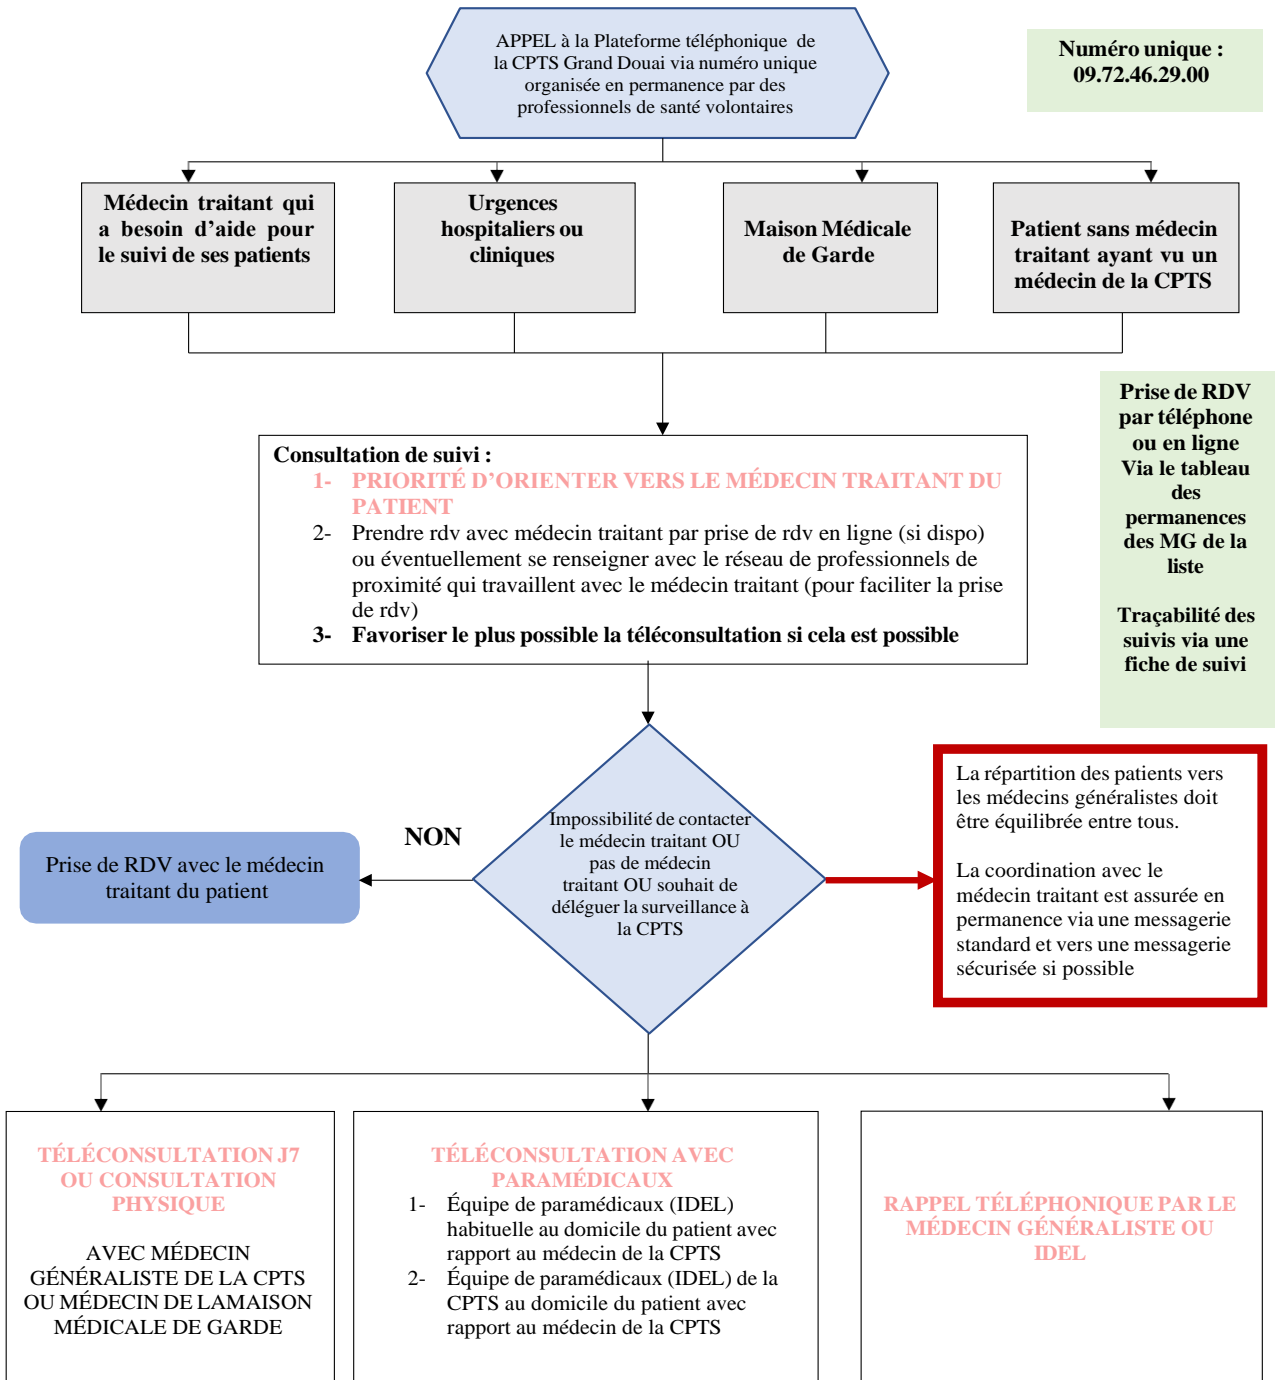 APPEL à la Plateforme téléphonique de
la CPTS Grand Douai via numéro unique
organisée en permanence par des
professionnels de santé volontaires
Numéro unique :
09.72.46.29.00
Médecin traitant qui
a besoin d’aide pour
le suivi de ses patients
Urgences
hospitaliers ou
cliniques
Maison Médicale
de Garde
Patient sans médecin
traitant ayant vu un
médecin de la CPTS
Prise de RDV
par téléphone
ou en ligne
Via le tableau
des
permanences
des MG de la
liste
Traçabilité des
suivis via une
fiche de suivi
Consultation de suivi :
1- PRIORITÉ D’ORIENTER VERS LE MÉDECIN TRAITANT DU
PATIENT
2- Prendre rdv avec médecin traitant par prise de rdv en ligne (si dispo)
ou éventuellement se renseigner avec le réseau de professionnels de
proximité qui travaillent avec le médecin traitant (pour faciliter la prise
de rdv)
3- Favoriser le plus possible la téléconsultation si cela est possible
Impossibilité de contacter
le médecin traitant OU
pas de médecin
traitant OU souhait de
déléguer la surveillance à
la CPTS
NON
Prise de RDV avec le médecin
traitant du patient
La répartition des patients vers
les médecins généralistes doit
être équilibrée entre tous.
La coordination avec le
médecin traitant est assurée en
permanence via une messagerie
standard et vers une messagerie
sécurisée si possible
TÉLÉCONSULTATION J7
OU CONSULTATION
PHYSIQUE
AVEC MÉDECIN
GÉNÉRALISTE DE LA CPTS
OU MÉDECIN DE LAMAISON
MÉDICALE DE GARDE
TÉLÉCONSULTATION AVEC
PARAMÉDICAUX
1- Équipe de paramédicaux (IDEL)
habituelle au domicile du patient avec
rapport au médecin de la CPTS
2- Équipe de paramédicaux (IDEL) de la
CPTS au domicile du patient avec
rapport au médecin de la CPTS
RAPPEL TÉLÉPHONIQUE PAR LE
MÉDECIN GÉNÉRALISTE OU
IDEL